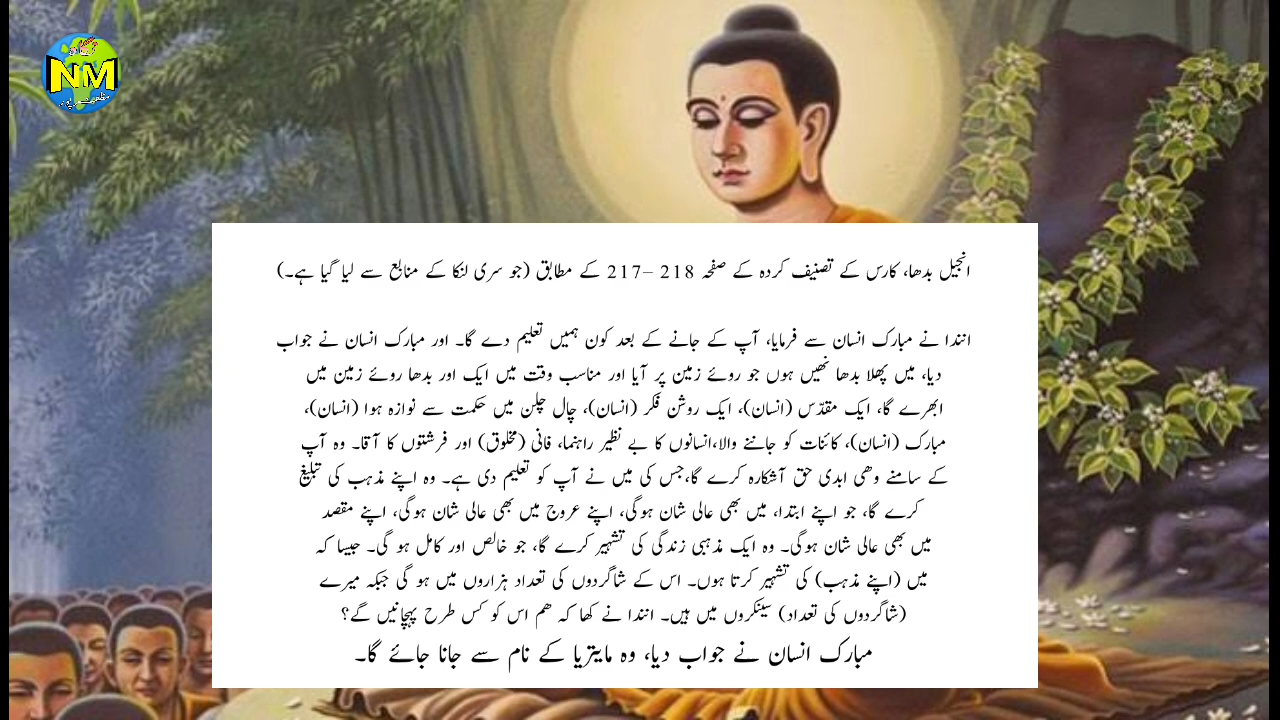 NM
انجیل بدھا، کارس کے تصنیف کردہ کے صفحہ 218 –217 کے مطابق (جو سری لنکا کے منابع سے لیا گیا ہے۔)
انندا نے مبارک انسان سے فرمایا، آپ کے جانے کے بعد کون ہمیں تعلیم دے گا۔ اور مبارک انسان نے جواب
دیا، میں پھلا بدھا نھیں ہوں جو روئے زمین پر آیا اور مناسب وقت میں ایک اور بدھا روئے زمین میں
ابھرے گا، ایک مقدّس (انسان)، ایک روشن فکر (انسان)، چال چلن میں حکمت سے نوازہ ہوا (انسان)،
مبارک (انسان)، کائنات کو جاننے والا،انسانوں کا بے نظیر راہنما، فانی (مخلوق) اور فرشتوں کا آقا۔ وہ آپ
کے سامنے وھی ابدی حق آشکارہ کرے گا،جس کی میں نے آپ کو تعلیم دی ہے۔ وہ اپنے مذہب کی تبلیغ
کرے گا، جو اپنے ابتدا، میں بھی عالی شان ہوگی، اپنے عروج میں بھی عالی شان ہوگی، اپنے مقصد
میں بھی عالی شان ہوگی۔ وہ ایک مذہبی زندگی کی تشہیر کرے گا، جو خالص اور کامل ہو گی۔ جیسا کہ
میں (اپنے مذہب) کی تشہیر کرتا ہوں۔ اس کے شاگردوں کی تعداد ہزاروں میں ہو گی جبکہ میرے
(شاگردوں کی تعداد) سینکروں میں ہیں۔ انندا نے کھا کہ ھم اس کو کس طرح پہچانیں گے؟
مبارک انسان نے جواب دیا، وہ مایتریا کے نام سے جانا جائے گا۔